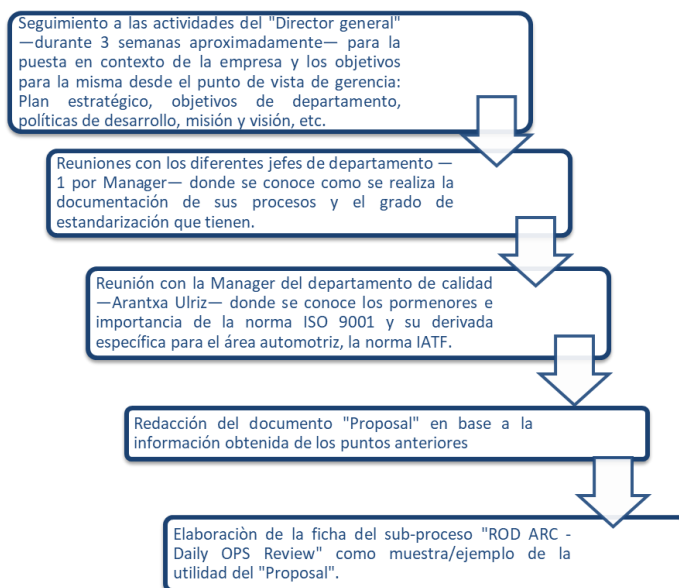 Seguimiento a las actividades del "Director general"
—durante 3 semanas aproximadamente— para la
puesta en contexto de la empresa y los objetivos
para la misma desde el punto de vista de gerencia:
Plan estratégico, objetivos de departamento,
políticas de desarrollo, misión y visión, etc.
Reuniones con los diferentes jefes de departamento —
1 por Manager— donde se conoce como se realiza la
documentación de sus procesos y el grado de
estandarización que tienen.
Reunión con la Manager del departamento de calidad
—Arantxa Ulriz— donde se conoce los pormenores e
importancia de la norma ISO 9001 y su derivada
específica para el área automotriz, la norma IATF.
Redacción del documento "Proposal" en base a la
información obtenida de los puntos anteriores
Elaboraciòn de la ficha del sub-proceso "ROD ARC -
Daily OPS Review" como muestra/ejemplo de la
utilidad del "Proposal".